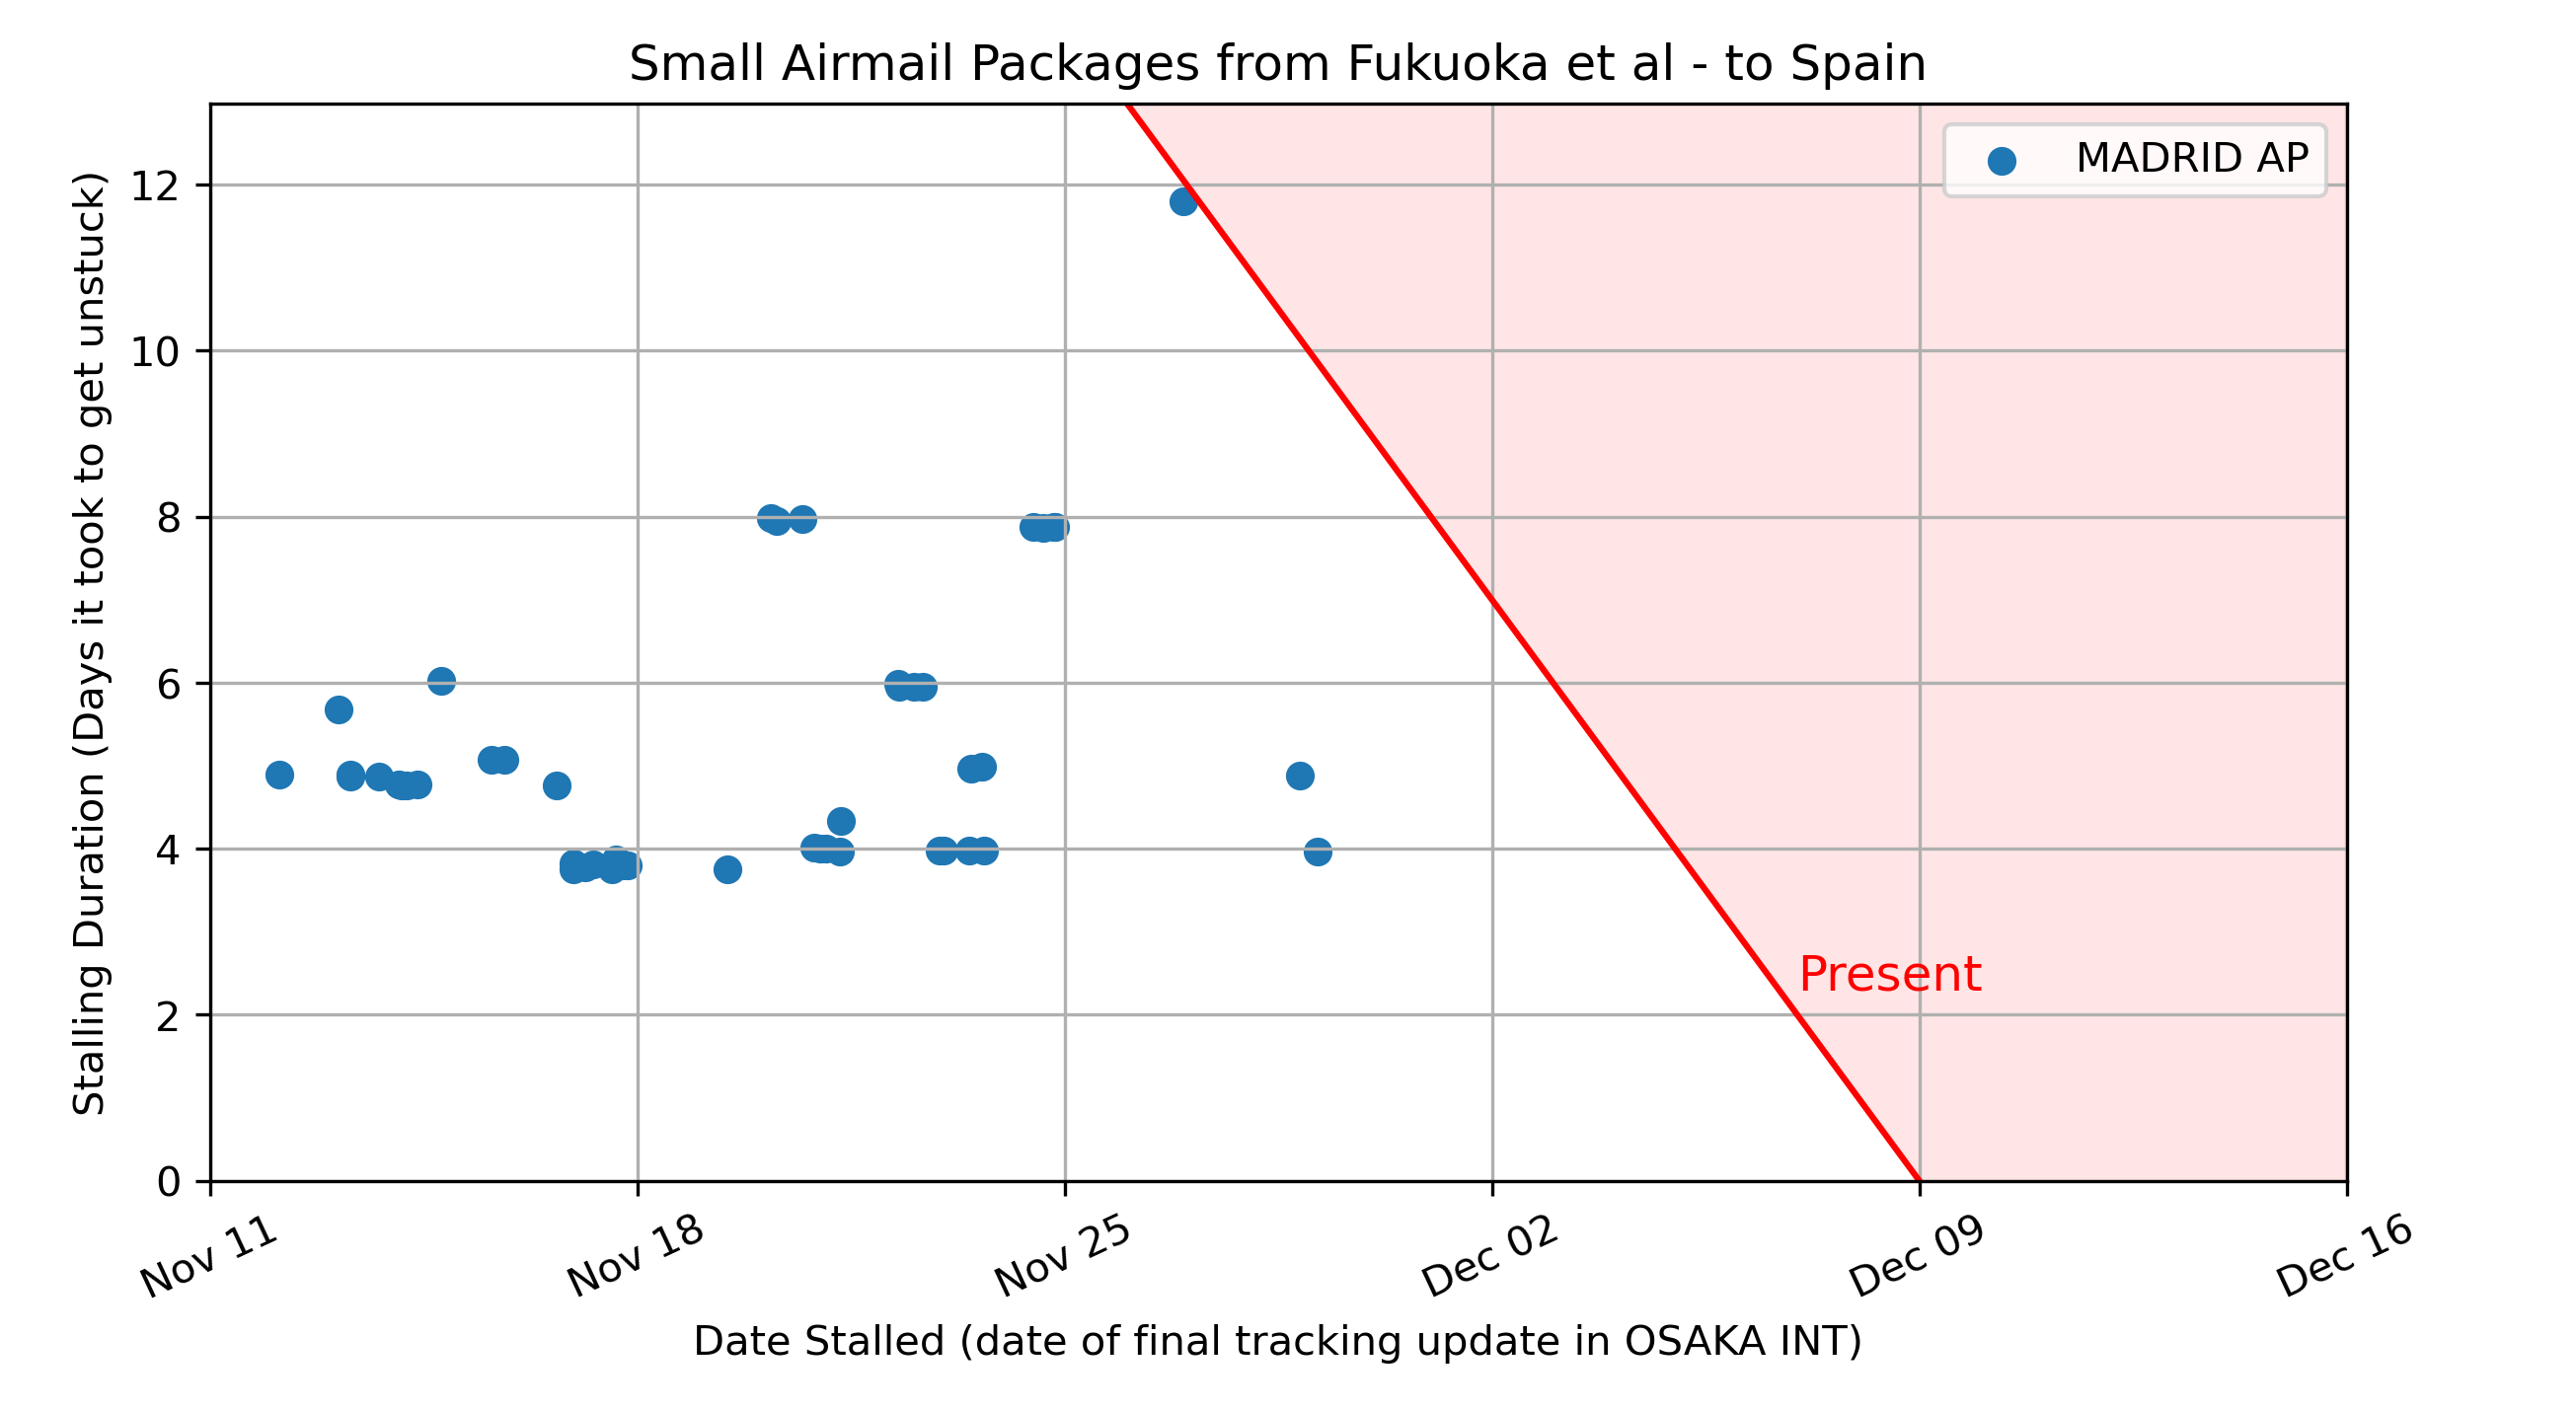 Small Airmail Packages from Fukuoka et al - to Spain
MADRID AP
Stalling Duration (Days it took to get unstuck)
12
10
8
6
4
2
0
Present
Nov 11
Nov 18
Nov 25
Dec 02
Dec 09
Dec 16
Date Stalled (date of final tracking update in OSAKA INT)